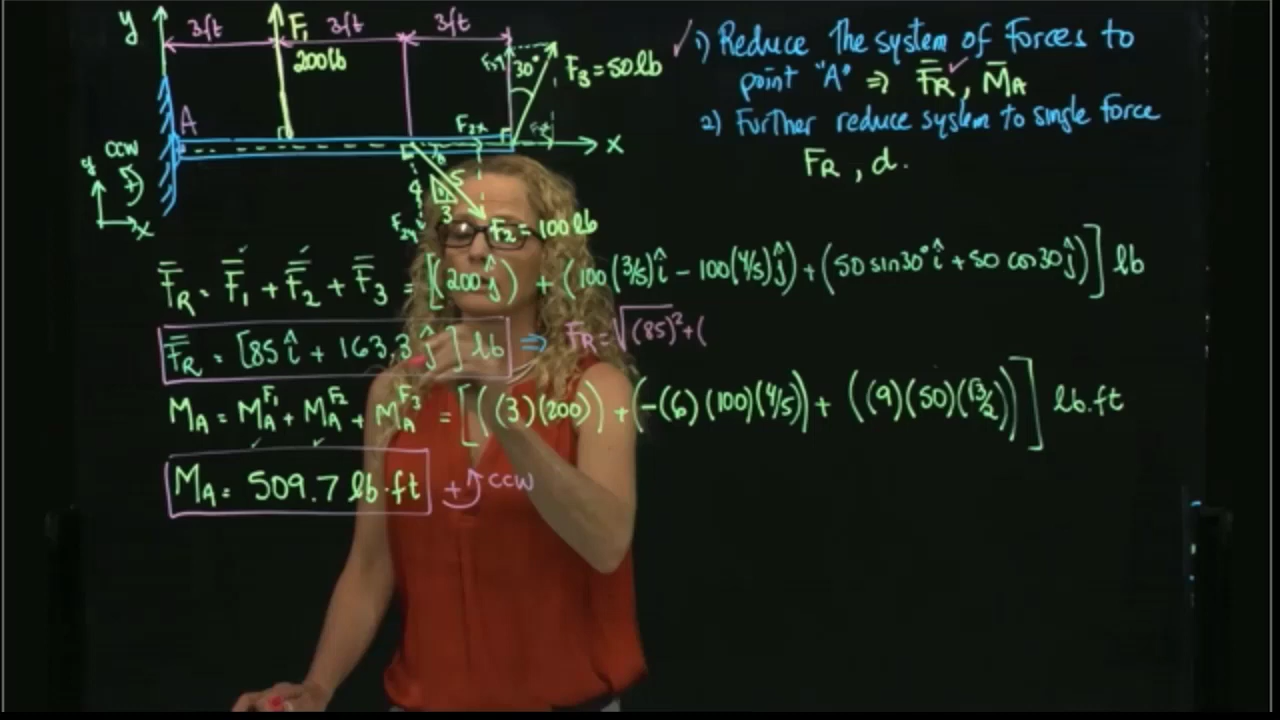 y
3ft F₁ 3ft 3ft
200lb
F₃y 30° F₃ = 50lb
A
F₂x F₃x x
CCW
y +
x
4 5
3
F₂y F₂ = 100lb
✓ 1) Reduce the system of Forces to
point "A" ⇒ F̄R ✓, M̄A
2) Further reduce system to single force
FR, d.
F̄R = F̄₁ + F̄₂ + F̄₃ = [(200ĵ) + (100(3/5)î − 100(4/5)ĵ) + (50 sin30° î + 50 cos30 ĵ)] lb
F̄R = [85 î + 163,3 ĵ] lb ⇒ FR = √(85)² + (
MA = MA^F₁ + MA^F₂ + MA^F₃ = [((3)(200)) + (−(6)(100)(4/5)) + ((9)(50)(√3/2))] lb.ft
MA = 509.7 lb·ft + CCW